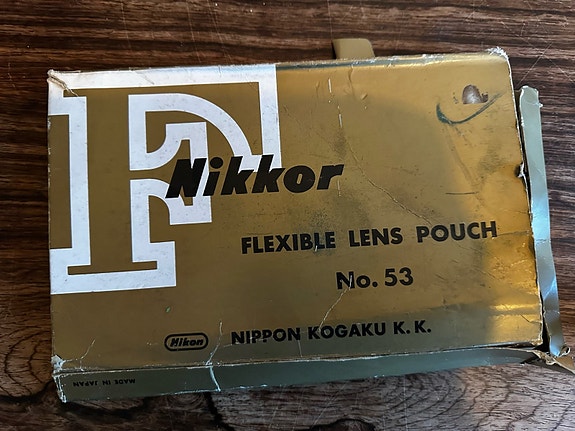 F
Nikkor
FLEXIBLE LENS POUCH
No. 53
Nikon
NIPPON KOGAKU K. K.
MADE IN JAPAN